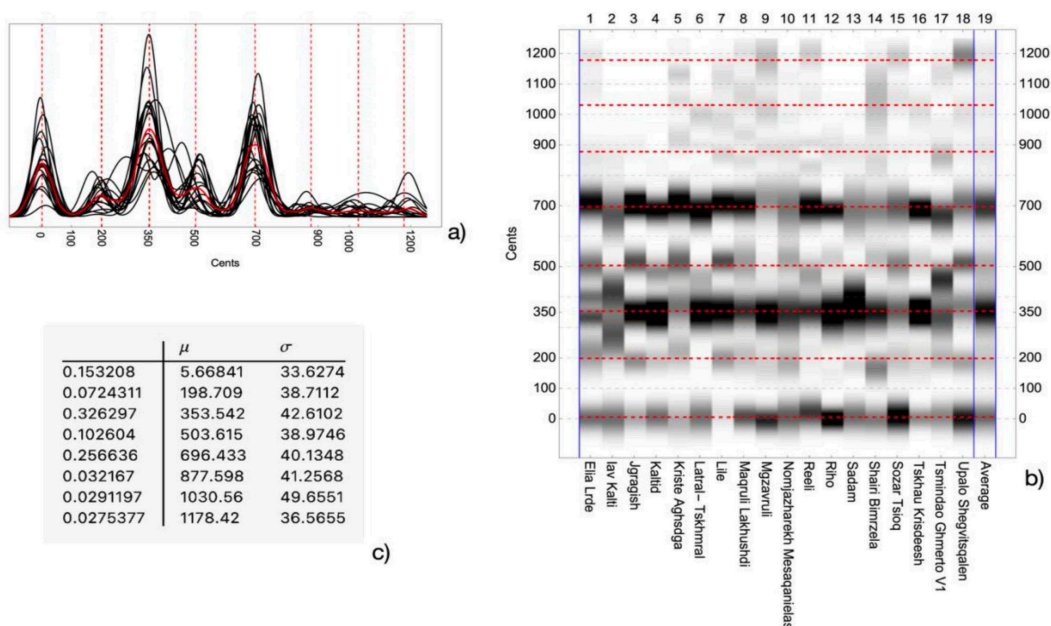 a)
0 100 200 350 505 700 900 1000 1200
Cents
μ σ
0.153208 5.66841 33.6274
0.0724311 198.709 38.7112
0.326297 353.542 42.6102
0.102604 503.615 38.9746
0.256636 696.433 40.1348
0.032167 877.598 41.2568
0.0291197 1030.56 49.6551
0.0275377 1178.42 36.5655
c)
1 2 3 4 5 6 7 8 9 10 11 12 13 14 15 16 17 18 19
1200 1200
1100 1100
1000 1000
900 900
700 700
500 500
350 350
200 200
100 100
0 0
Cents
Elia Lrde
Iav Kalti
Jgragish
Kaltid
Kriste Aghsdga
Latral- Tskhmral
Lile
Maqruli Lakhushdi
Mgzavruli
Nomjazharekh Mesaqanielas
Reeli
Riho
Sadam
Shairi Bimrzela
Sozar Tsioq
Tskhau Krisdeesh
Tsmindao Ghmerto V1
Upalo Shegvitsqalen
Average
b)